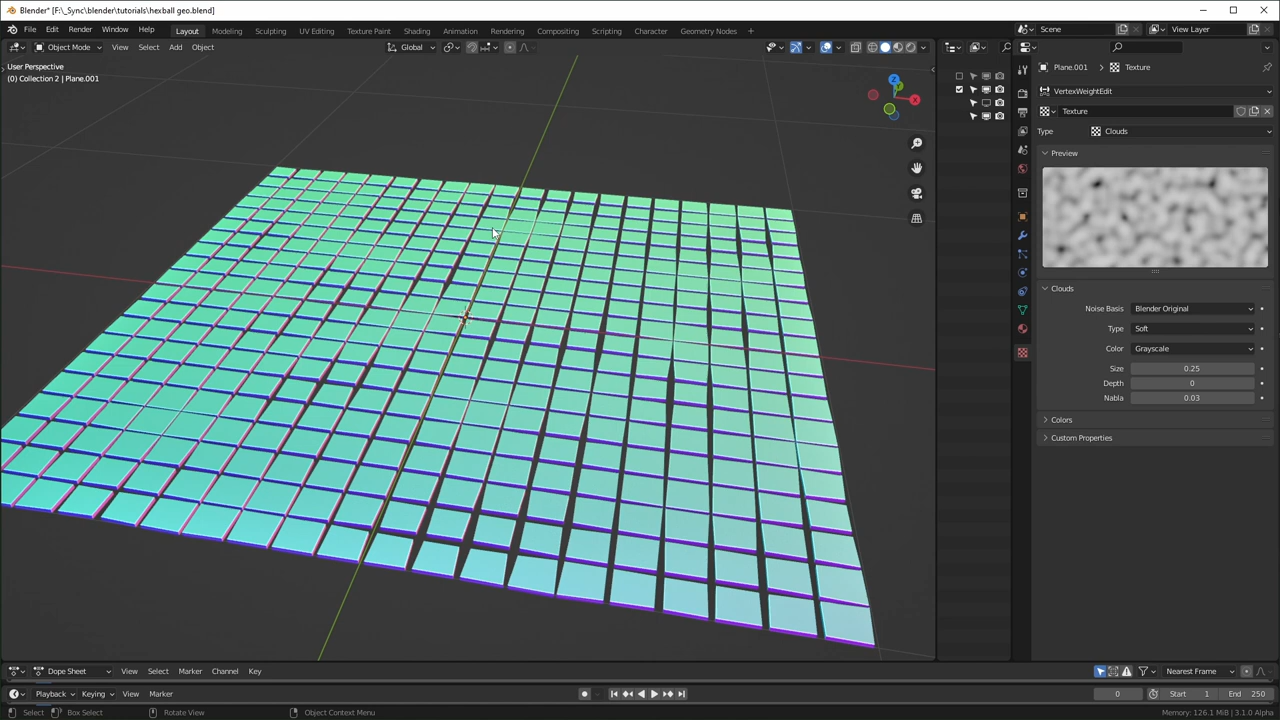 Blender* [F:\_Sync\blender\tutorials\hexball geo.blend]
File Edit Render Window Help Layout Modeling Sculpting UV Editing Texture Paint Shading Animation Rendering Compositing Scripting Character Geometry Nodes + Scene View Layer
Object Mode View Select Add Object Global
User Perspective
(0) Collection 2 | Plane.001
Z
Y
X
Plane.001 > Texture
VertexWeightEdit
Texture
Type Clouds
Preview
Clouds
Noise Basis Blender Original
Type Soft
Color Grayscale
Size 0.25
Depth 0
Nabla 0.03
Colors
Custom Properties
Dope Sheet View Select Marker Channel Key Nearest Frame
Playback Keying View Marker 0 Start 1 End 250
Select Box Select Rotate View Object Context Menu Memory: 126.1 MiB | 3.1.0 Alpha